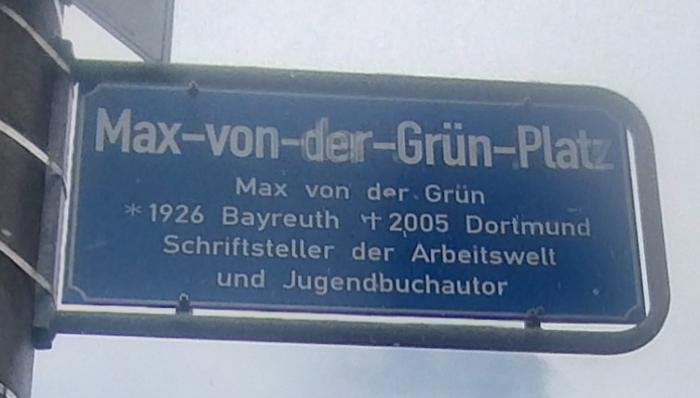 Max-von-der-Grün-Platz
Max von der Grün
*1926 Bayreuth ✝2005 Dortmund
Schriftsteller der Arbeitswelt
und Jugendbuchautor